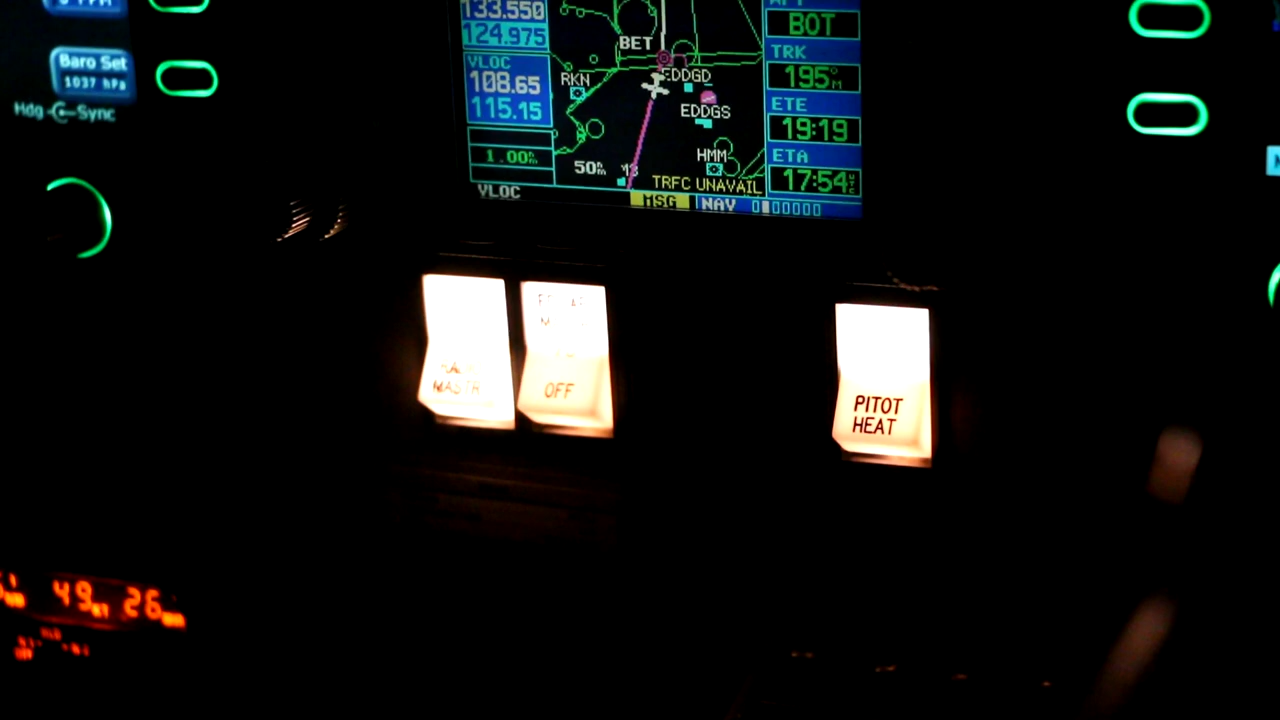 Baro Set
1037 hPa
Hdg Sync
133.550
124.975
VLOC
108.65
115.15
1.00
VLOC
BET
RKN
EDDGD
EDDGS
HMM
50
TRFC UNAVAIL
MSG
NAV
BOT
TRK
195°M
ETE
19:19
ETA
17:54
MASTR
OFF
PITOT
HEAT
49 26